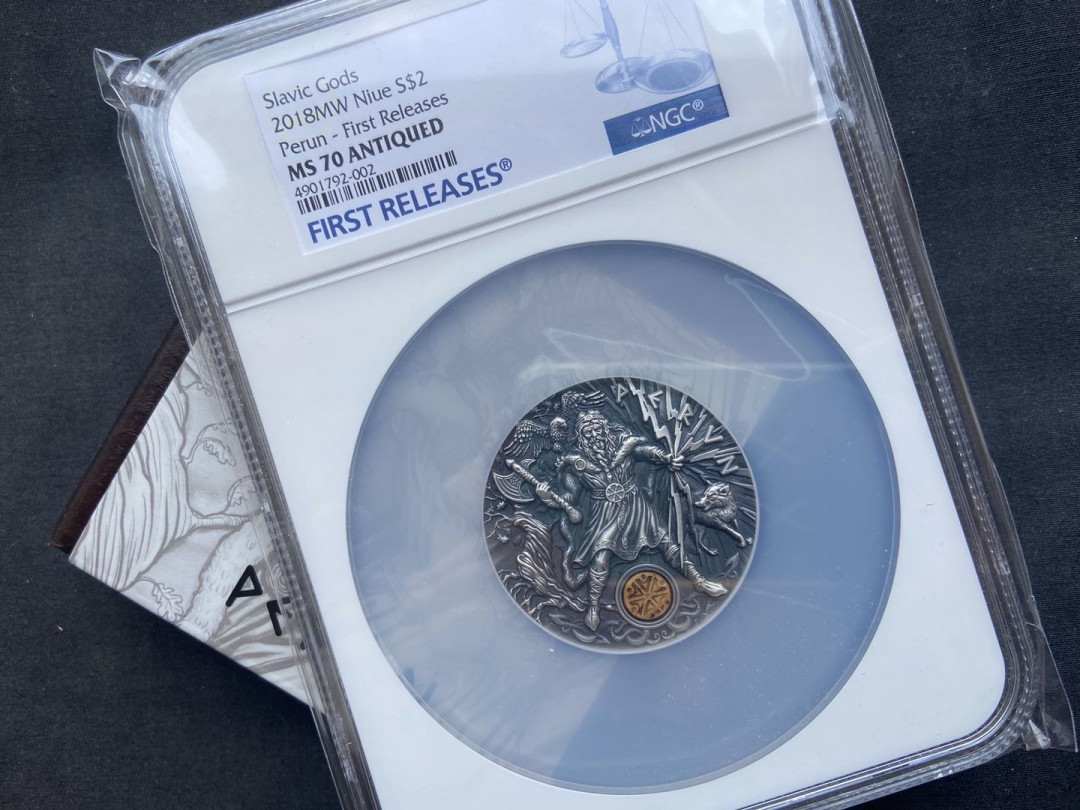 Slavic Gods
2018MW Niue S$2
Perun - First Releases
MS 70 ANTIQUED
4901792-002
FIRST RELEASES®
NGC®
PERUN